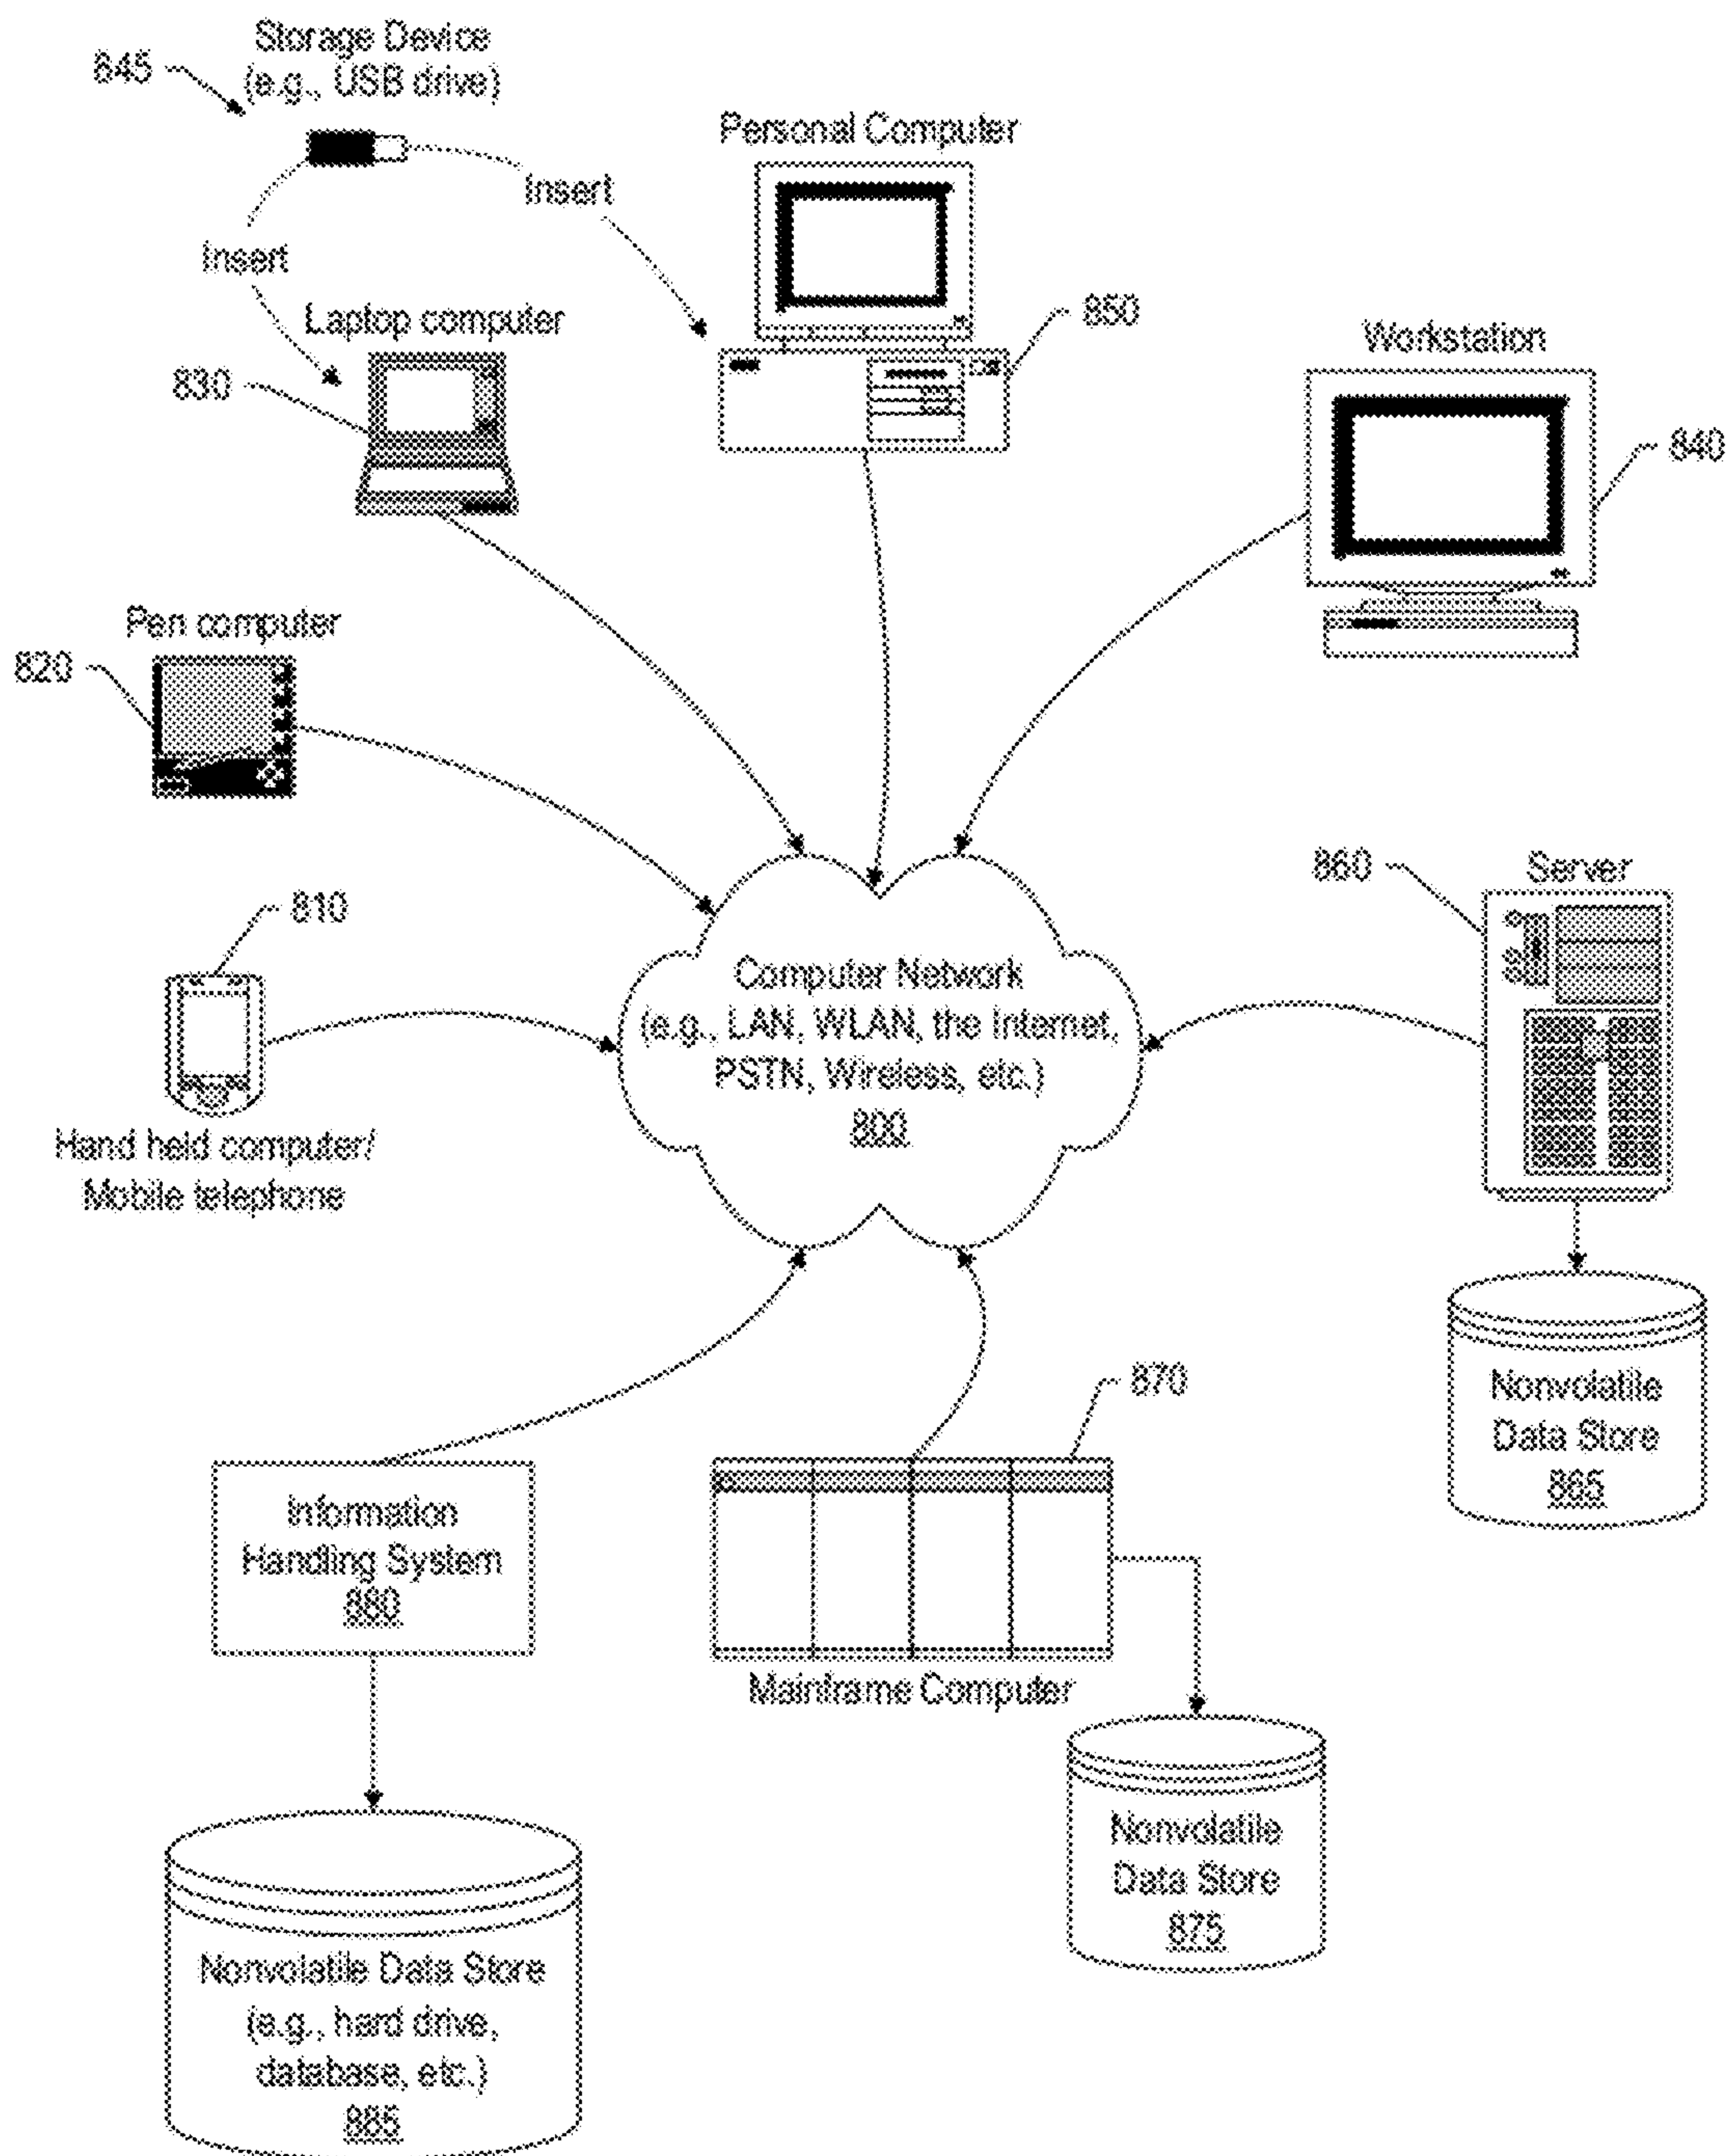 Storage Device
(e.g., USB drive)
845
Personal Computer
Insert
Insert
Laptop computer
850
Workstation
830
840
Pen computer
820
860
Server
810
Computer Network
(e.g., LAN, WLAN, the Internet,
PSTN, Wireless, etc.)
800
Hand held computer/
Mobile telephone
870
Nonvolatile
Data Store
865
Information
Handling System
880
Mainframe Computer
Nonvolatile
Data Store
875
Nonvolatile Data Store
(e.g., hard drive,
database, etc.)
885